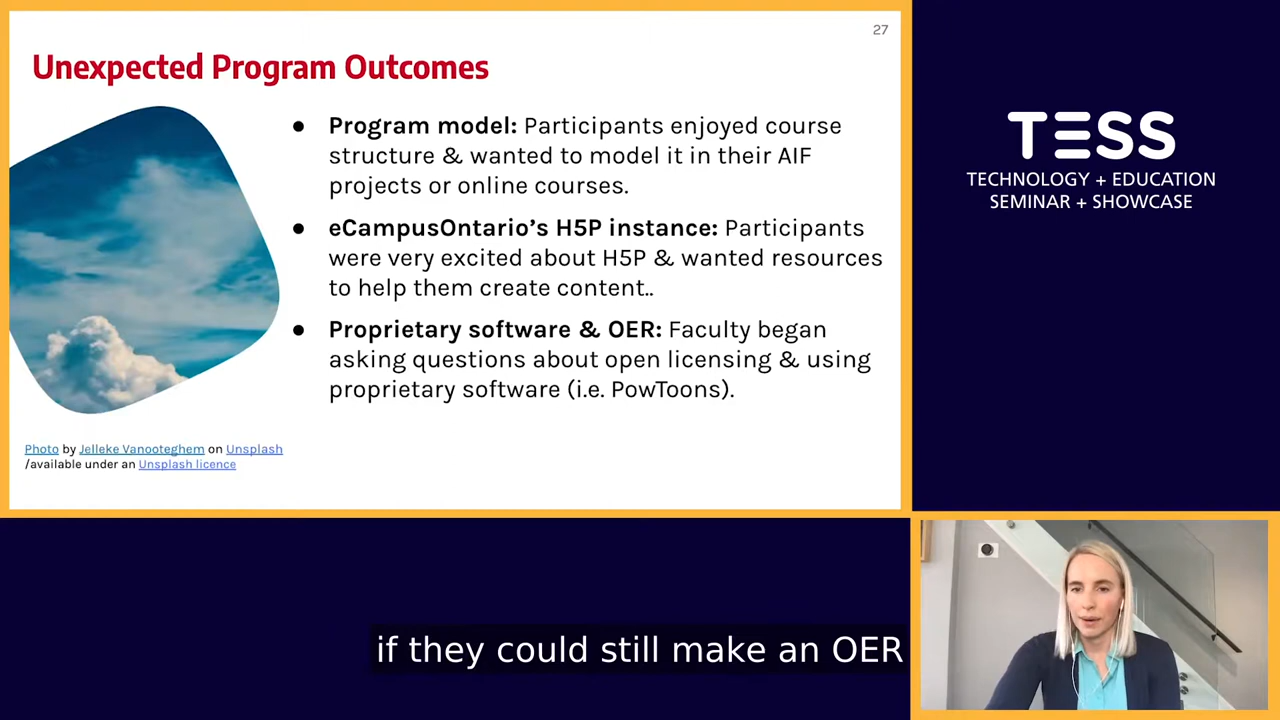 27
Unexpected Program Outcomes
● Program model: Participants enjoyed course
structure & wanted to model it in their AIF
projects or online courses.
● eCampusOntario’s H5P instance: Participants
were very excited about H5P & wanted resources
to help them create content..
● Proprietary software & OER: Faculty began
asking questions about open licensing & using
proprietary software (i.e. PowToons).
Photo by Jelleke Vanooteghem on Unsplash
/available under an Unsplash licence
TESS
TECHNOLOGY + EDUCATION
SEMINAR + SHOWCASE
if they could still make an OER